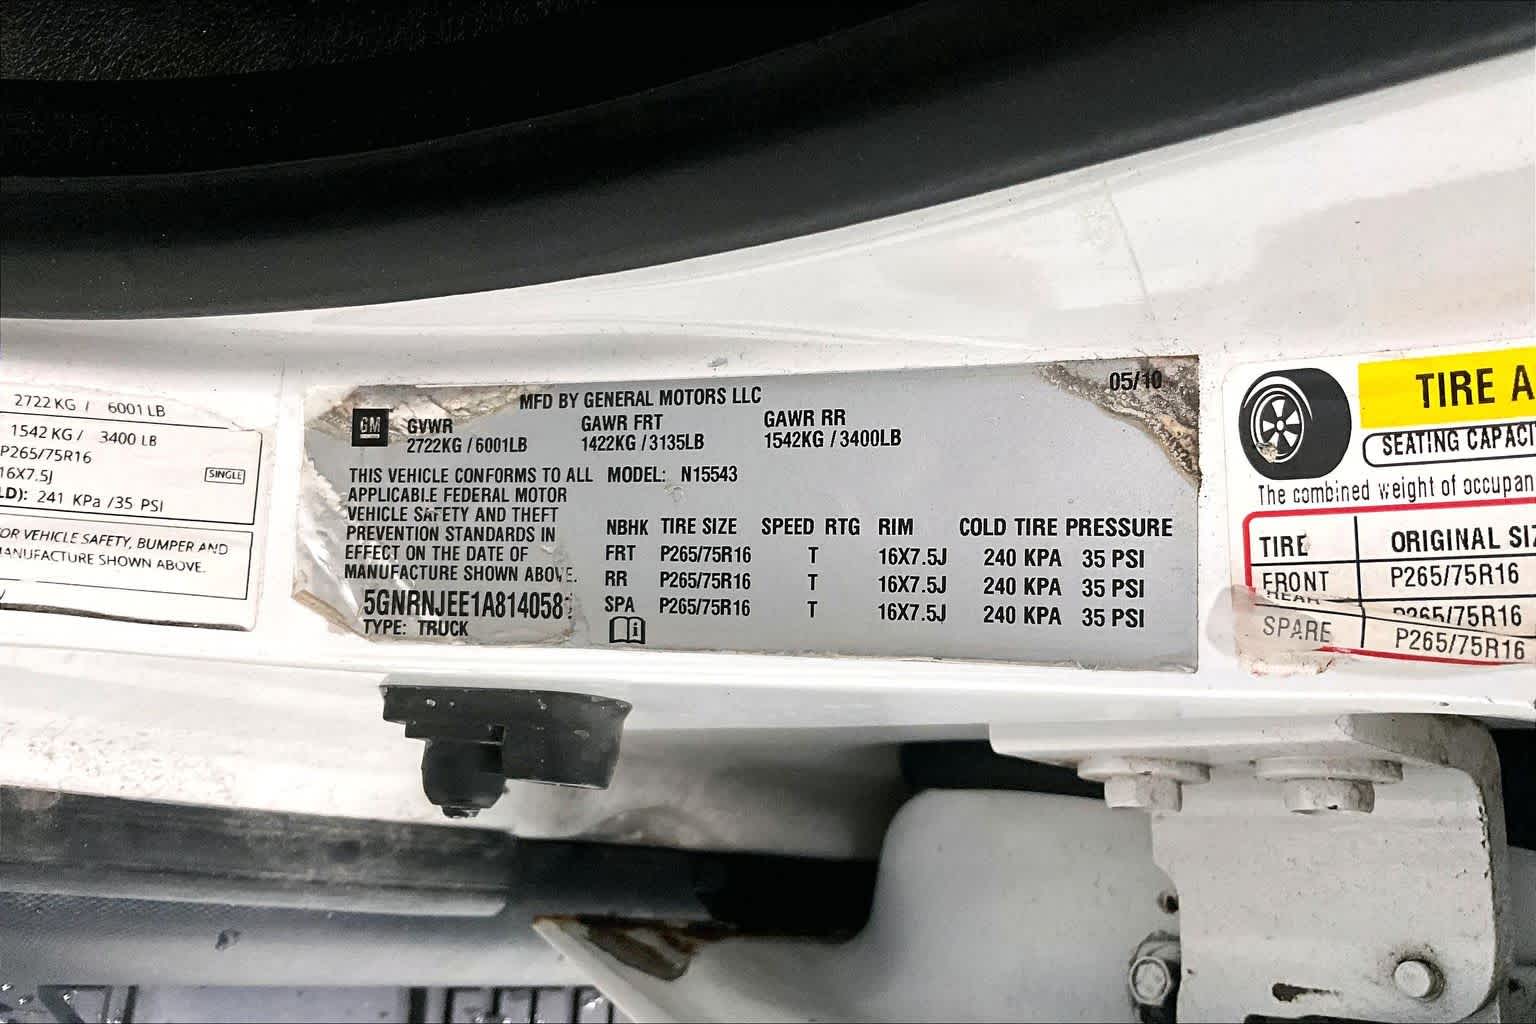 2722 KG / 6001 LB
1542 KG / 3400 LB
P265/75R16
16X7.5J SINGLE
LD): 241 KPa /35 PSI
OR VEHICLE SAFETY, BUMPER AND
MANUFACTURE SHOWN ABOVE.
MFD BY GENERAL MOTORS LLC 05/10
GM GVWR GAWR FRT GAWR RR
2722KG / 6001LB 1422KG / 3135LB 1542KG / 3400LB
THIS VEHICLE CONFORMS TO ALL MODEL: N15543
APPLICABLE FEDERAL MOTOR
VEHICLE SAFETY AND THEFT
PREVENTION STANDARDS IN
EFFECT ON THE DATE OF
MANUFACTURE SHOWN ABOVE.
5GNRNJEE1A814058
TYPE: TRUCK
NBHK TIRE SIZE SPEED RTG RIM COLD TIRE PRESSURE
FRT P265/75R16 T 16X7.5J 240 KPA 35 PSI
RR P265/75R16 T 16X7.5J 240 KPA 35 PSI
SPA P265/75R16 T 16X7.5J 240 KPA 35 PSI
i
TIRE A
SEATING CAPACI
The combined weight of occupan
TIRE ORIGINAL SIZ
FRONT P265/75R16
REAR P265/75R16
SPARE P265/75R16